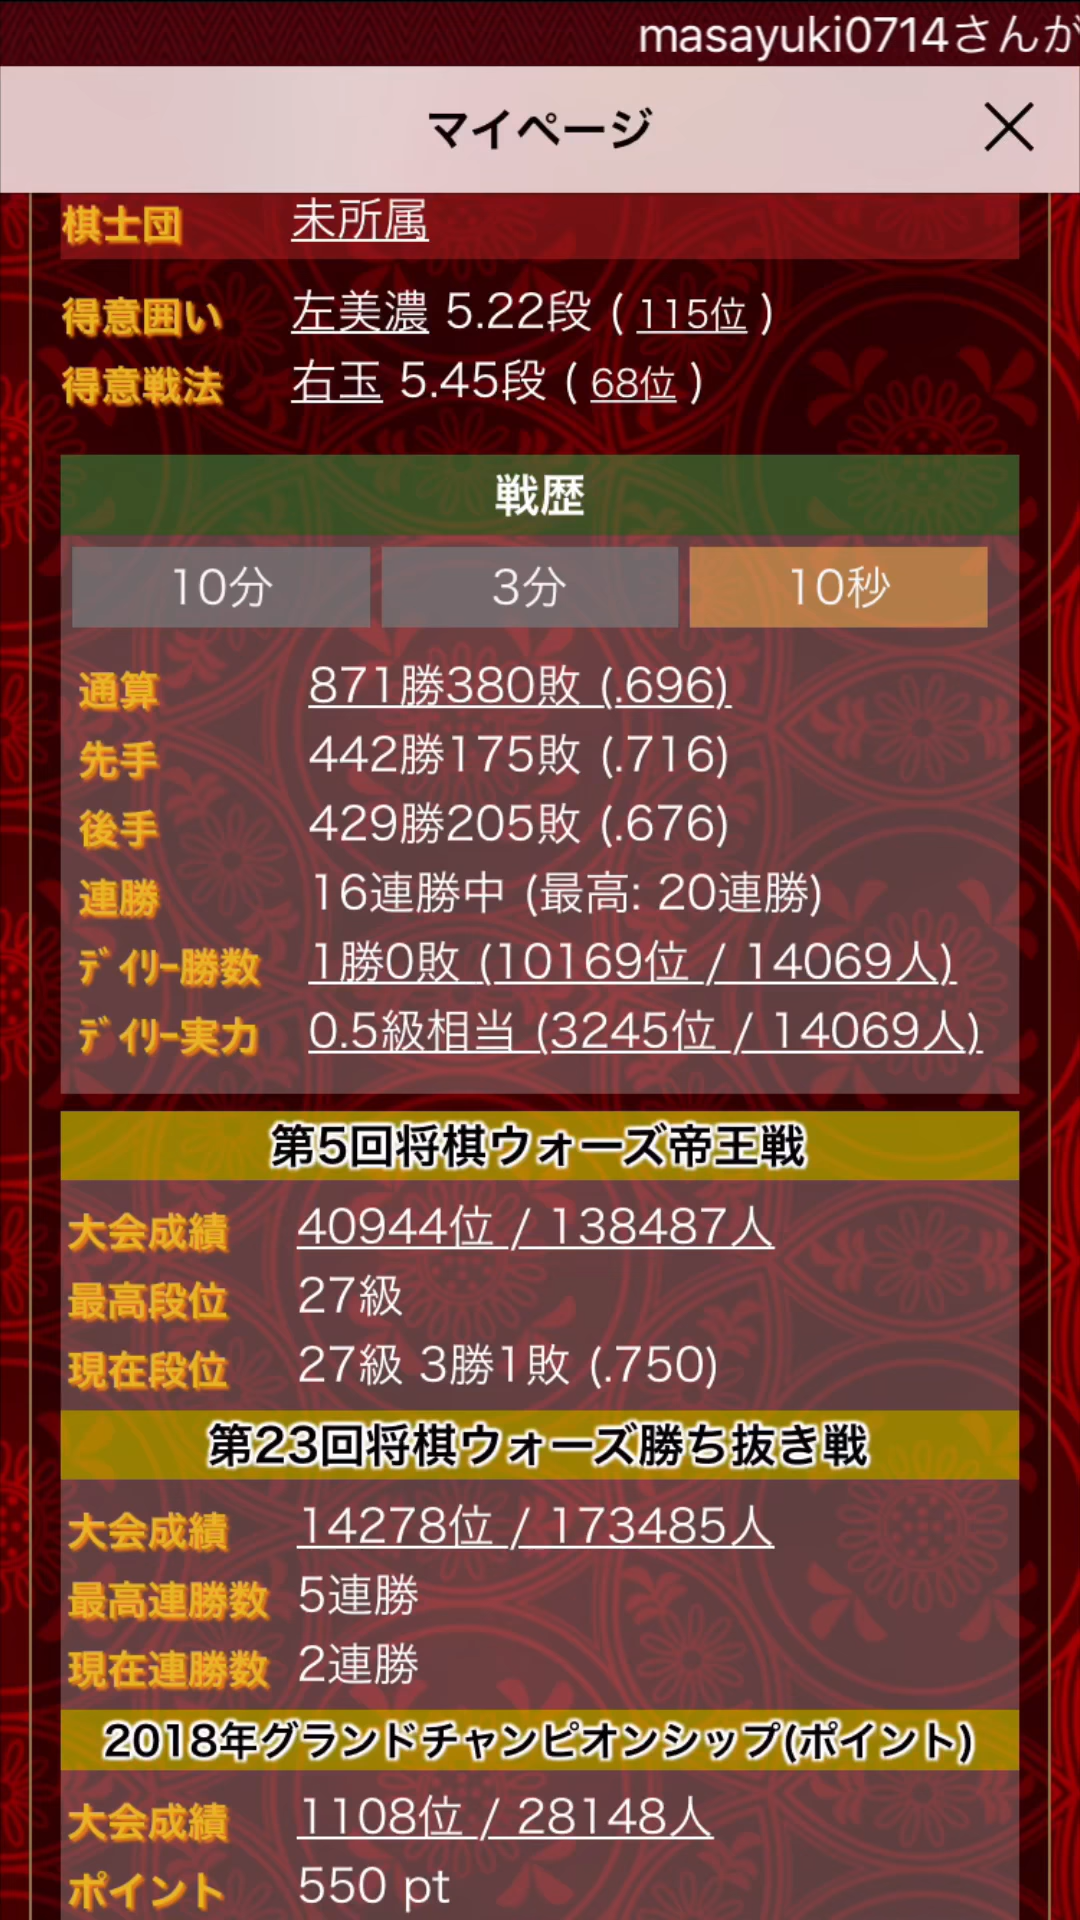 masayuki0714さんが
マイページ
棋士団 未所属
得意囲い 左美濃 5.22段 ( 115位 )
得意戦法 右玉 5.45段 ( 68位 )
戦歴
10分 3分 10秒
通算 871勝380敗 (.696)
先手 442勝175敗 (.716)
後手 429勝205敗 (.676)
連勝 16連勝中 (最高: 20連勝)
ﾃﾞｲﾘｰ勝数 1勝0敗 (10169位 / 14069人)
ﾃﾞｲﾘｰ実力 0.5級相当 (3245位 / 14069人)
第5回将棋ウォーズ帝王戦
大会成績 40944位 / 138487人
最高段位 27級
現在段位 27級 3勝1敗 (.750)
第23回将棋ウォーズ勝ち抜き戦
大会成績 14278位 / 173485人
最高連勝数 5連勝
現在連勝数 2連勝
2018年グランドチャンピオンシップ(ポイント)
大会成績 1108位 / 28148人
ポイント 550 pt